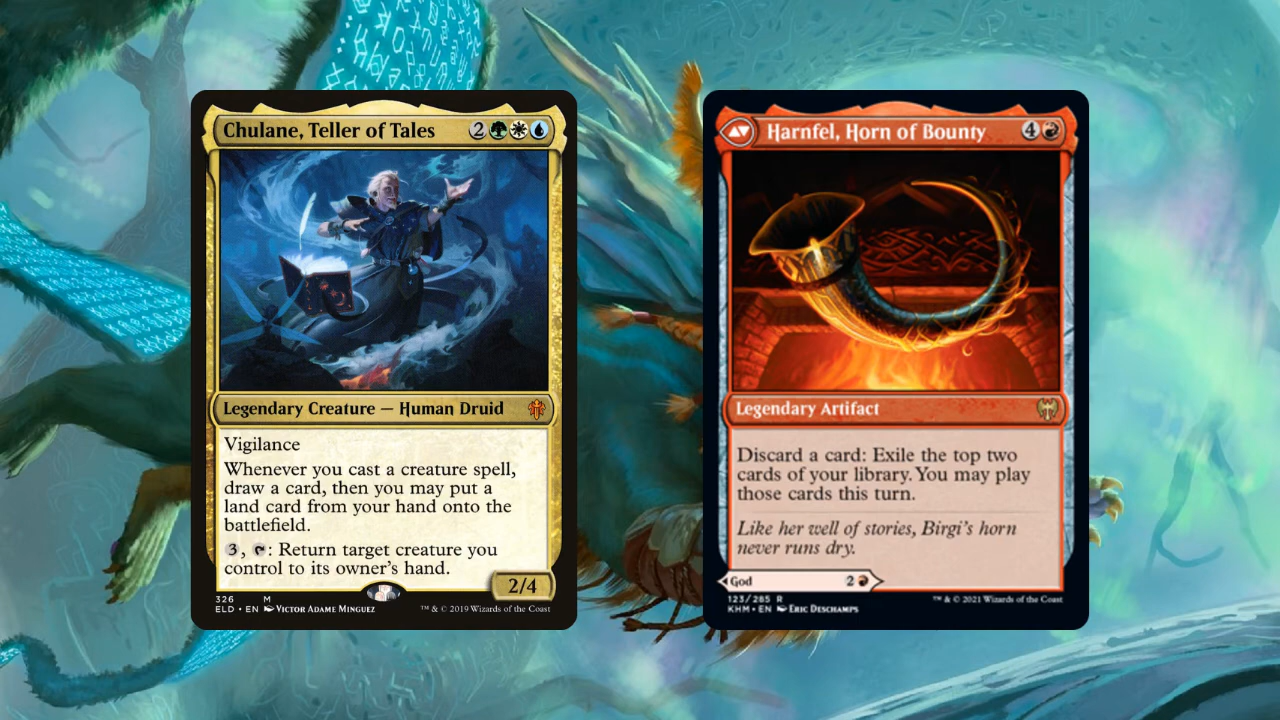 Chulane, Teller of Tales 2
Legendary Creature — Human Druid
Vigilance
Whenever you cast a creature spell,
draw a card, then you may put a
land card from your hand onto the
battlefield.
3, : Return target creature you
control to its owner's hand.
2/4
326 M
ELD • EN Victor Adame Minguez
™ & © 2019 Wizards of the Coast
Harnfel, Horn of Bounty 4
Legendary Artifact
Discard a card: Exile the top two
cards of your library. You may play
those cards this turn.
Like her well of stories, Birgi's horn
never runs dry.
God 2
123/285 R
KHM • EN Eric Deschamps
™ & © 2021 Wizards of the Coast